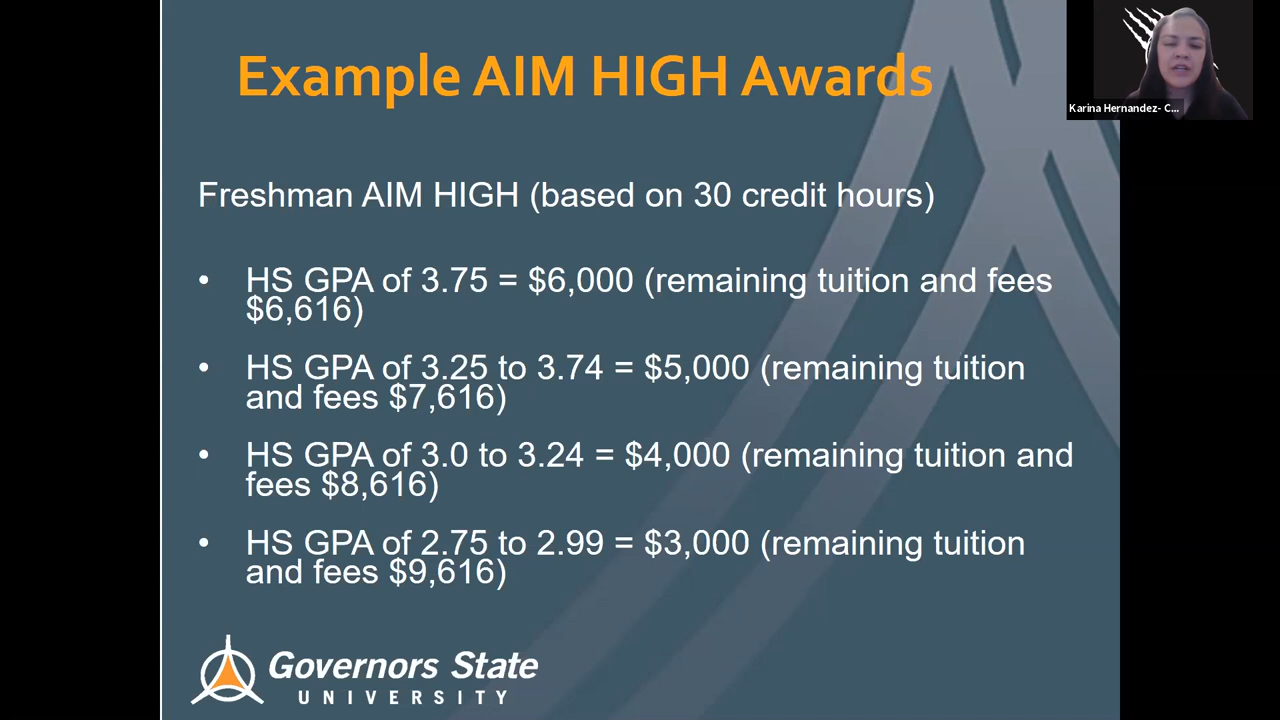 Example AIM HIGH Awards
Karina Hernandez- C...
Freshman AIM HIGH (based on 30 credit hours)
• HS GPA of 3.75 = $6,000 (remaining tuition and fees
$6,616)
• HS GPA of 3.25 to 3.74 = $5,000 (remaining tuition
and fees $7,616)
• HS GPA of 3.0 to 3.24 = $4,000 (remaining tuition and
fees $8,616)
• HS GPA of 2.75 to 2.99 = $3,000 (remaining tuition
and fees $9,616)
Governors State
UNIVERSITY